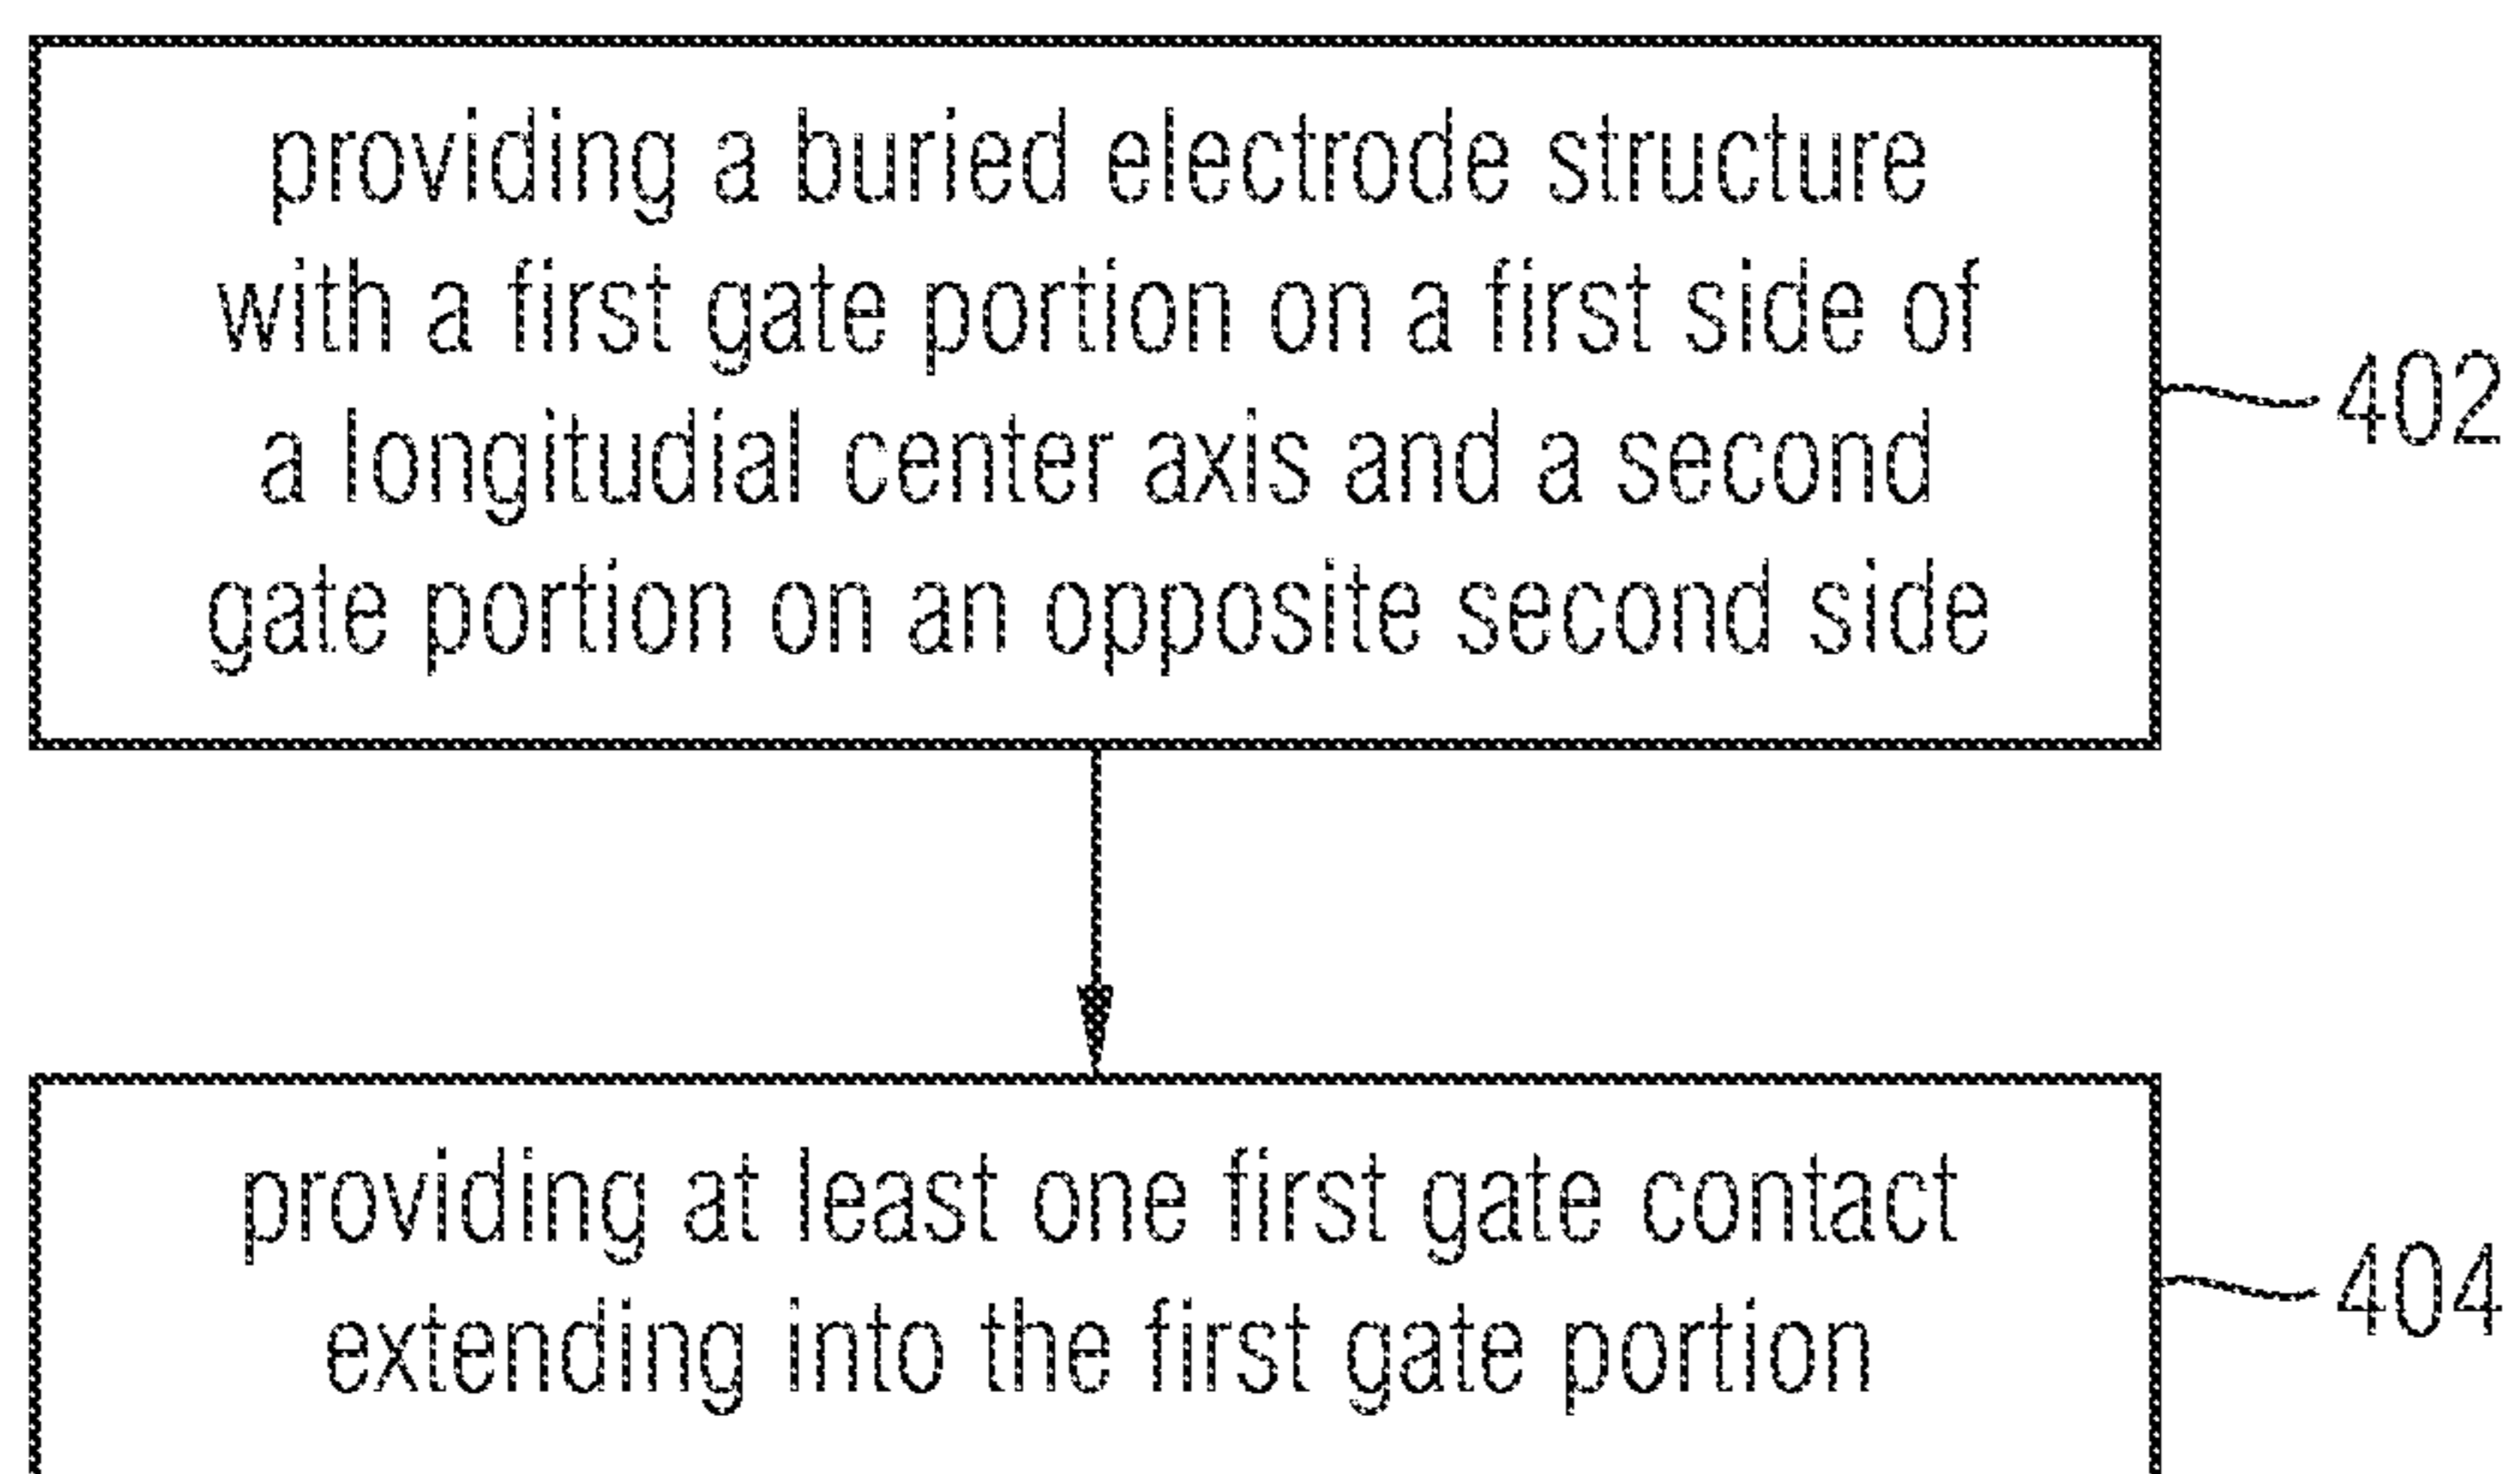 providing a buried electrode structure
with a first gate portion on a first side of
a longitudial center axis and a second
gate portion on an opposite second side
402
providing at least one first gate contact
extending into the first gate portion
404